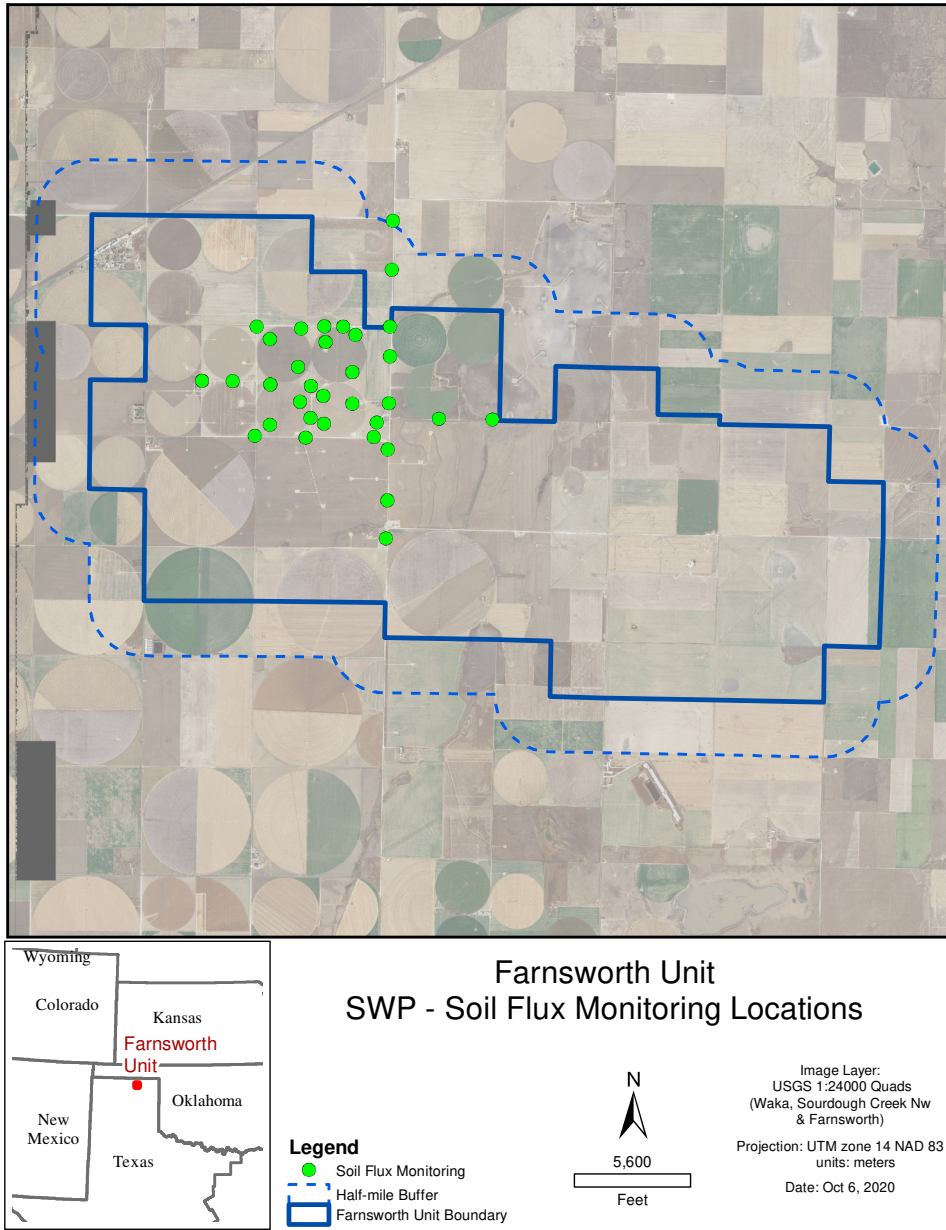 Farnsworth Unit
SWP - Soil Flux Monitoring Locations
Wyoming
Colorado
Kansas
Farnsworth
Unit
Oklahoma
New
Mexico
Texas
Legend
Soil Flux Monitoring
Half-mile Buffer
Farnsworth Unit Boundary
N
5,600
Feet
Image Layer:
USGS 1:24000 Quads
(Waka, Sourdough Creek Nw
& Farnsworth)
Projection: UTM zone 14 NAD 83
units: meters
Date: Oct 6, 2020